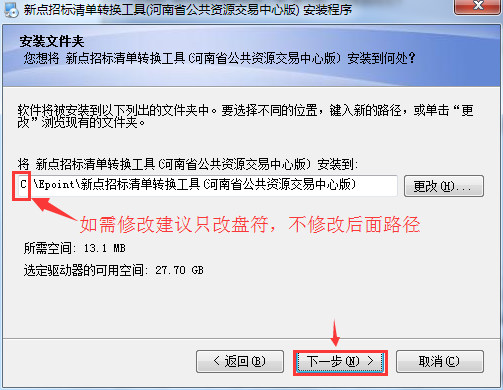 新点招标清单转换工具(河南省公共资源交易中心版) 安装程序
安装文件夹
您想将 新点招标清单转换工具(河南省公共资源交易中心版) 安装到何处?
软件将被安装到以下列出的文件夹中。要选择不同的位置，键入新的路径，或单击“更
改”浏览现有的文件夹。
将 新点招标清单转换工具(河南省公共资源交易中心版) 安装到:
C:\Epoint\新点招标清单转换工具(河南省公共资源交易中心版)
更改(H)...
如需修改建议只改盘符，不修改后面路径
所需空间: 13.1 MB
选定驱动器的可用空间: 27.70 GB
< 返回(B)
下一步(N) >
取消(C)